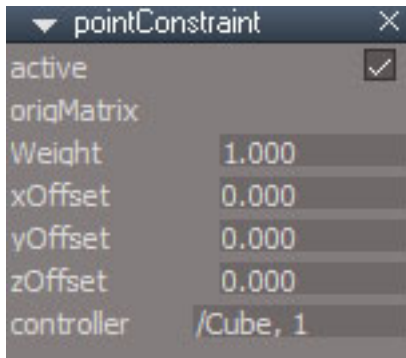 pointConstraint
active
origMatrix
Weight 1.000
xOffset 0.000
yOffset 0.000
zOffset 0.000
controller /Cube, 1